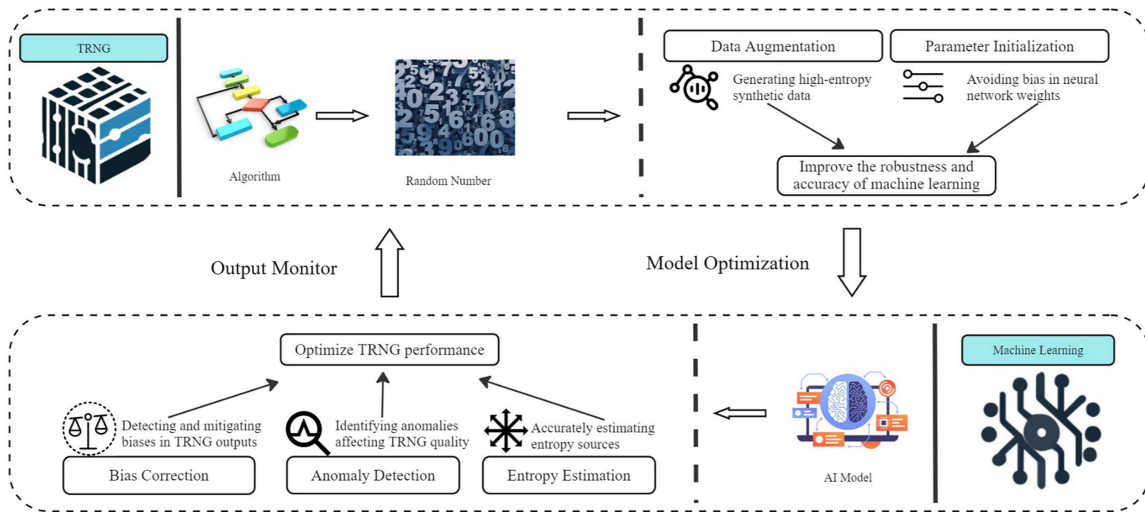 TRNG
Algorithm
Random Number
Data Augmentation
Generating high-entropy
synthetic data
Parameter Initialization
Avoiding bias in neural
network weights
Improve the robustness and
accuracy of machine learning
Output Monitor
Model Optimization
Optimize TRNG performance
Detecting and mitigating
biases in TRNG outputs
Bias Correction
Identifying anomalies
affecting TRNG quality
Anomaly Detection
Accurately estimating
entropy sources
Entropy Estimation
AI Model
Machine Learning